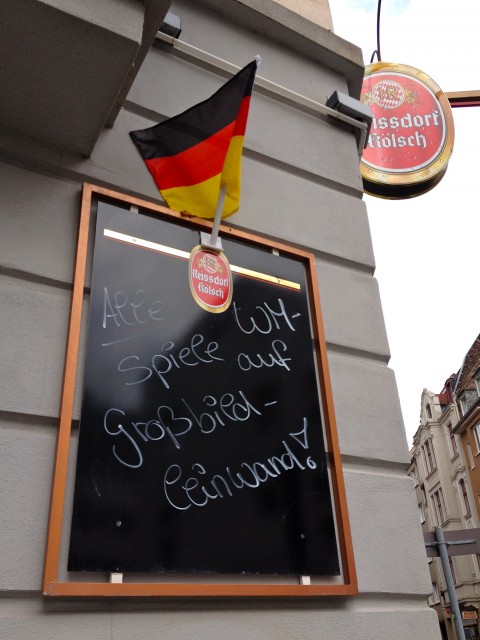 Reissdorf
Kölsch
Reissdorf
Kölsch
Alle WM-
Spiele auf
Großbild-
leinwand!